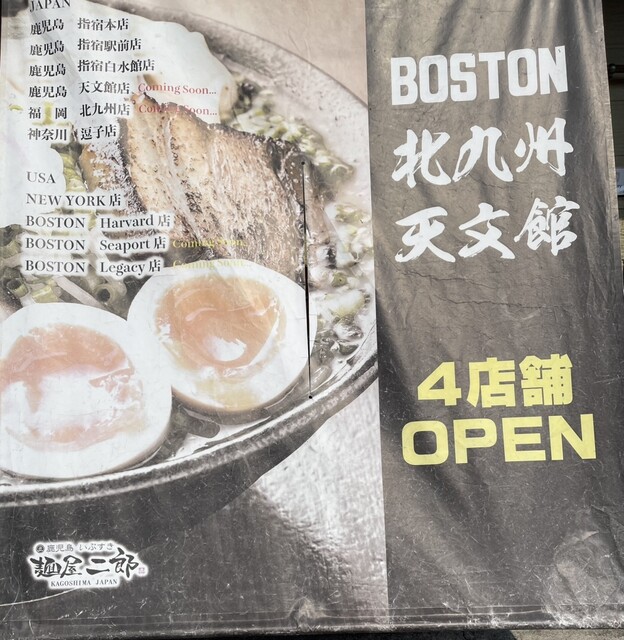 JAPAN
鹿児島 指宿本店
鹿児島 指宿駅前店
鹿児島 指宿白水館店
鹿児島 天文館店 Coming Soon...
福岡 北九州店 Coming Soon...
神奈川 逗子店
USA
NEW YORK店
BOSTON Harvard店
BOSTON Seaport店 Coming Soon...
BOSTON Legacy店 Coming Soon...
BOSTON
北九州
天文館
4店舗
OPEN
鹿児島 いぶすき
麺屋二郎
KAGOSHIMA JAPAN